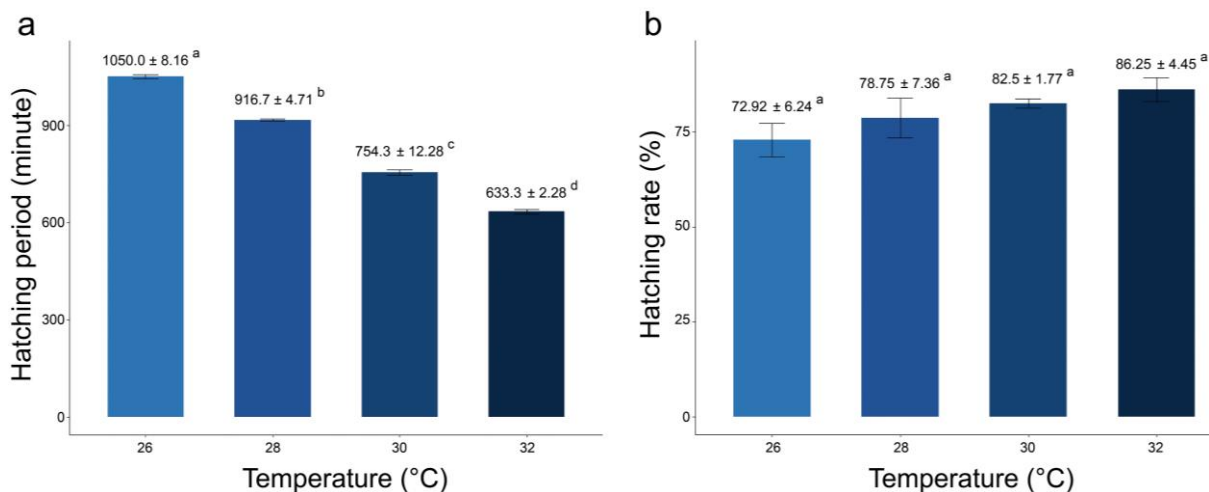 a
Hatching period (minute)
900
600
300
0
1050.0 ± 8.16 a
916.7 ± 4.71 b
754.3 ± 12.28 c
633.3 ± 2.28 d
26 28 30 32
Temperature (°C)
b
Hatching rate (%)
75
50
25
0
72.92 ± 6.24 a
78.75 ± 7.36 a
82.5 ± 1.77 a
86.25 ± 4.45 a
26 28 30 32
Temperature (°C)